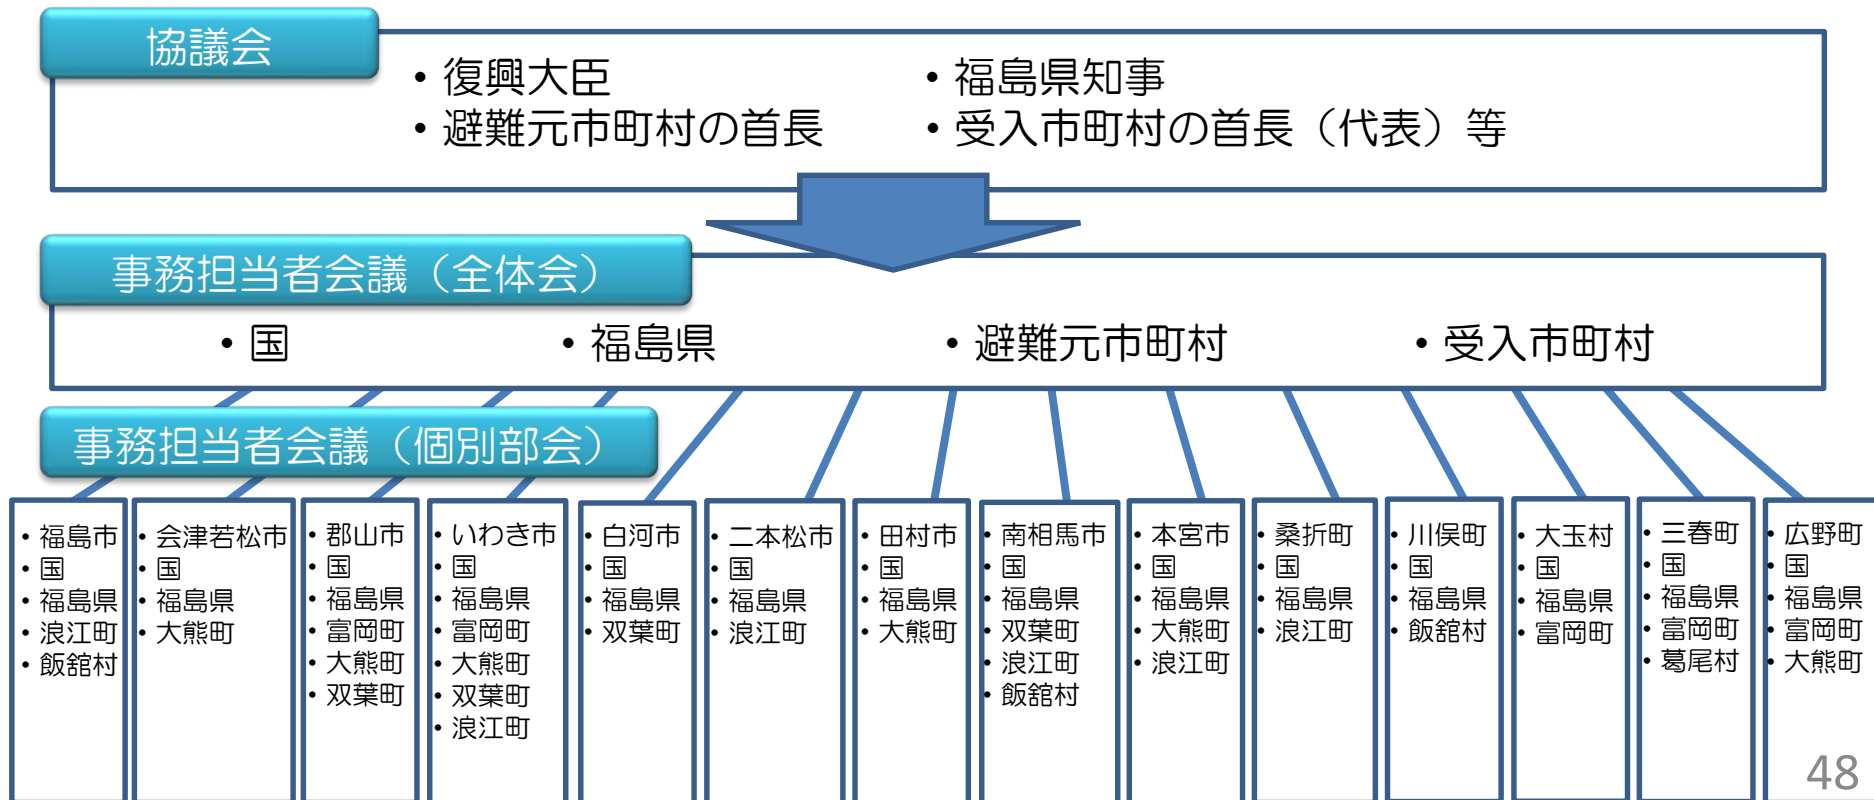 協議会
・復興大臣
・福島県知事
・避難元市町村の首長
・受入市町村の首長（代表）等
事務担当者会議（全体会）
・国
・福島県
・避難元市町村
・受入市町村
事務担当者会議（個別部会）
・福島市
・国
・福島県
・浪江町
・飯舘村
・会津若松市
・国
・福島県
・大熊町
・郡山市
・国
・福島県
・富岡町
・大熊町
・双葉町
・いわき市
・国
・福島県
・富岡町
・大熊町
・双葉町
・浪江町
・白河市
・国
・福島県
・双葉町
・二本松市
・国
・福島県
・浪江町
・田村市
・国
・福島県
・大熊町
・南相馬市
・国
・福島県
・双葉町
・浪江町
・飯舘村
・本宮市
・国
・福島県
・大熊町
・浪江町
・桑折町
・国
・福島県
・浪江町
・川俣町
・国
・福島県
・飯舘村
・大玉村
・国
・福島県
・富岡町
・三春町
・国
・福島県
・富岡町
・葛尾村
・広野町
・国
・福島県
・富岡町
・大熊町
48